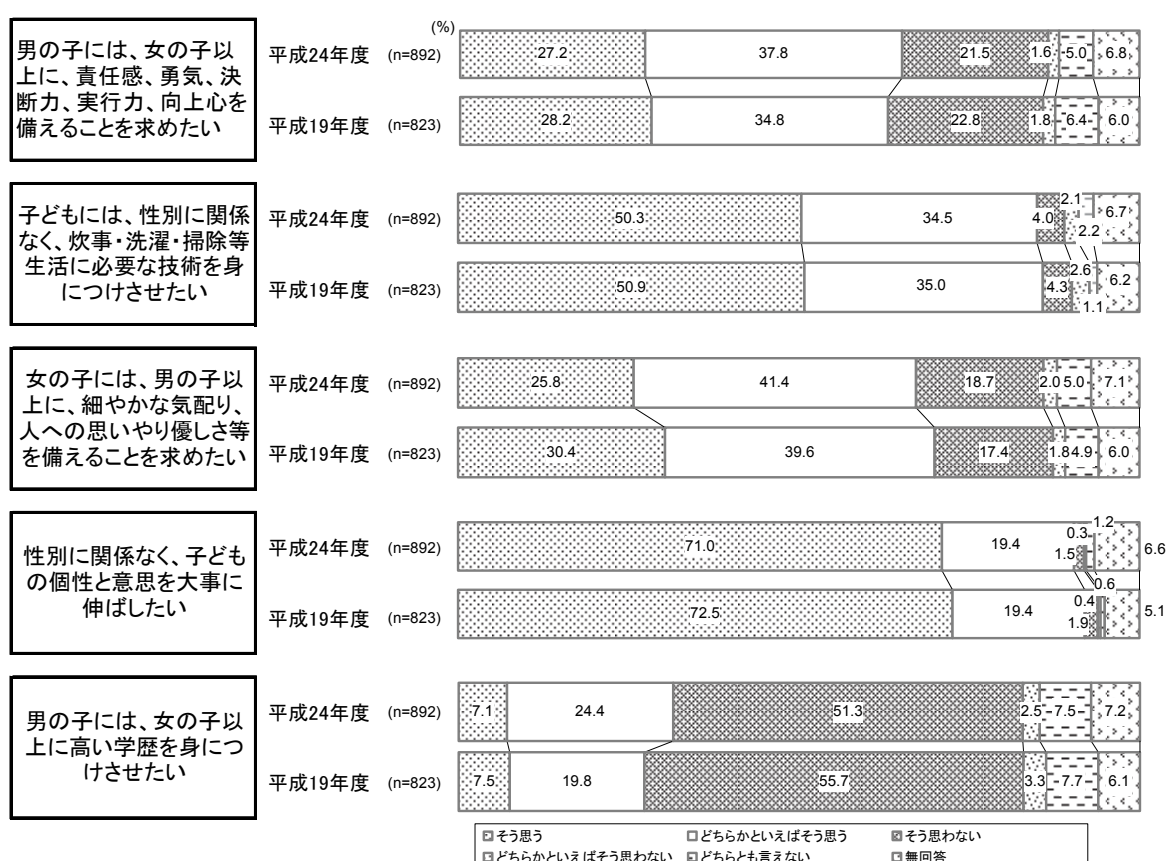 (%)
男の子には、女の子以
上に、責任感、勇気、決
断力、実行力、向上心を
備えることを求めたい
平成24年度 (n=892) 27.2 37.8 21.5 1.6 5.0 6.8
平成19年度 (n=823) 28.2 34.8 22.8 1.8 6.4 6.0
子どもには、性別に関係
なく、炊事・洗濯・掃除等
生活に必要な技術を身
につけさせたい
平成24年度 (n=892) 50.3 34.5 4.0 2.1 2.2 6.7
平成19年度 (n=823) 50.9 35.0 4.3 2.6 1.1 6.2
女の子には、男の子以
上に、細やかな気配り、
人への思いやり優しさ等
を備えることを求めたい
平成24年度 (n=892) 25.8 41.4 18.7 2.0 5.0 7.1
平成19年度 (n=823) 30.4 39.6 17.4 1.8 4.9 6.0
性別に関係なく、子ども
の個性と意思を大事に
伸ばしたい
平成24年度 (n=892) 71.0 19.4 1.5 0.3 1.2 6.6
平成19年度 (n=823) 72.5 19.4 1.9 0.4 0.6 5.1
男の子には、女の子以
上に高い学歴を身につ
けさせたい
平成24年度 (n=892) 7.1 24.4 51.3 2.5 7.5 7.2
平成19年度 (n=823) 7.5 19.8 55.7 3.3 7.7 6.1
そう思う どちらかといえばそう思う そう思わない
どちらかといえばそう思わない どちらとも言えない 無回答